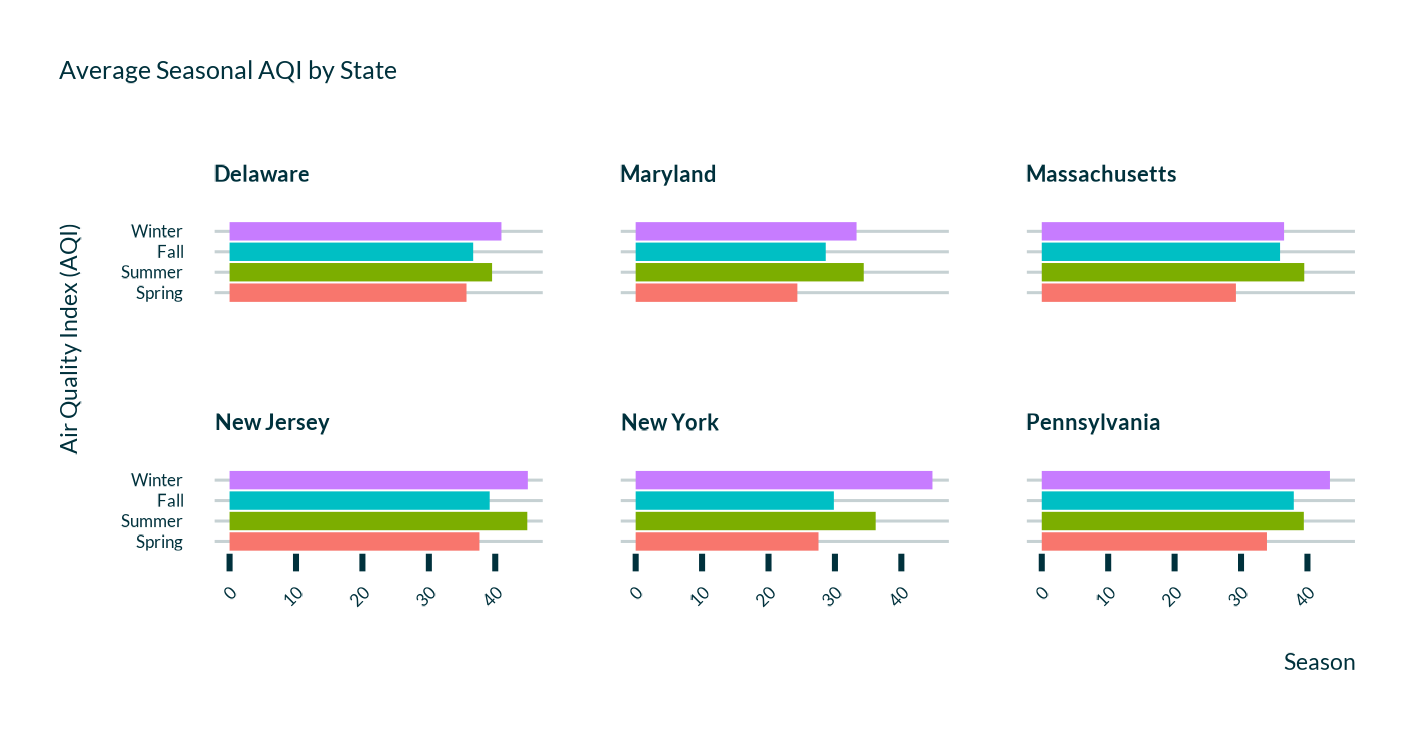 Average Seasonal AQI by State
Delaware
Maryland
Massachusetts
Air Quality Index (AQI)
Winter
Fall
Summer
Spring
New Jersey
New York
Pennsylvania
Winter
Fall
Summer
Spring
0 10 20 30 40
0 10 20 30 40
0 10 20 30 40
Season